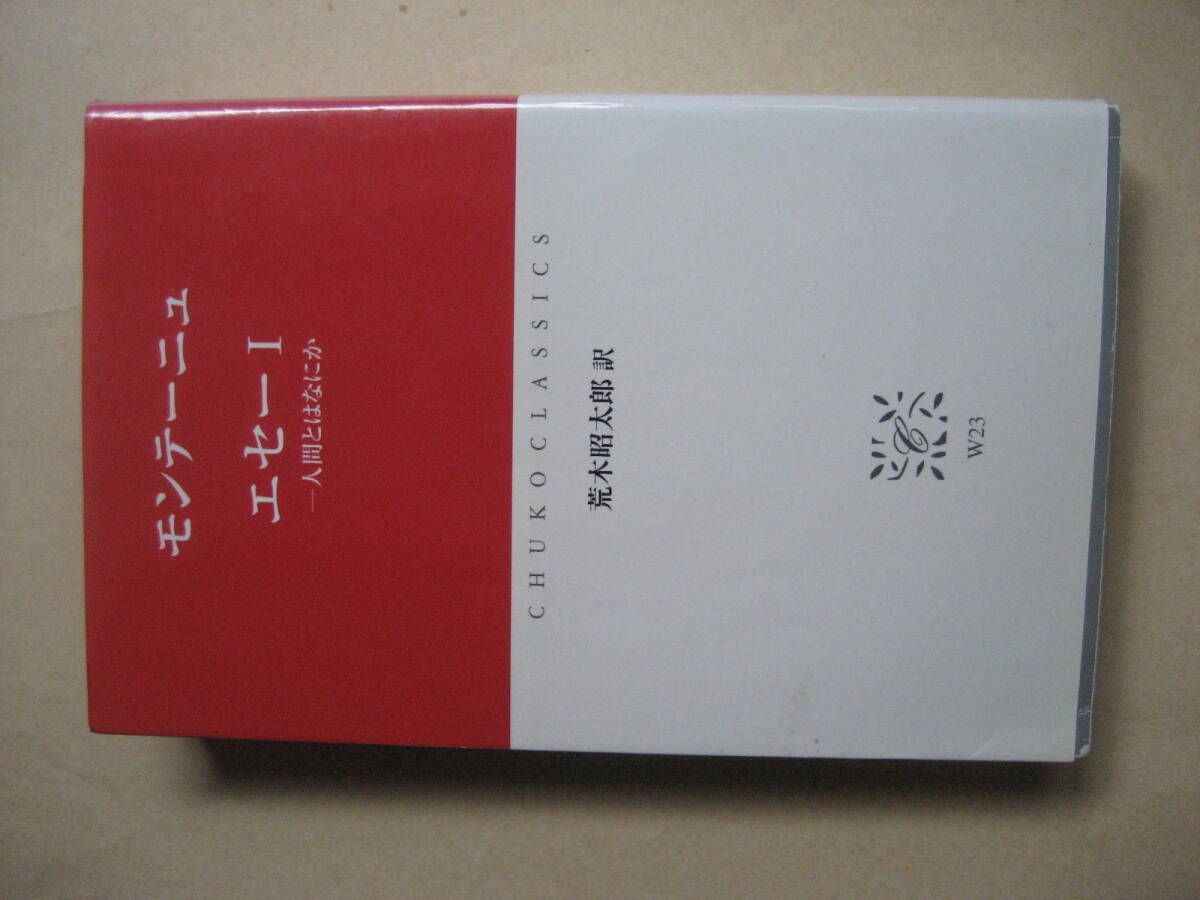 モンテーニュ
エセー I
―人間とはなにか
CHUKO CLASSICS
荒木昭太郎 訳
C
W23